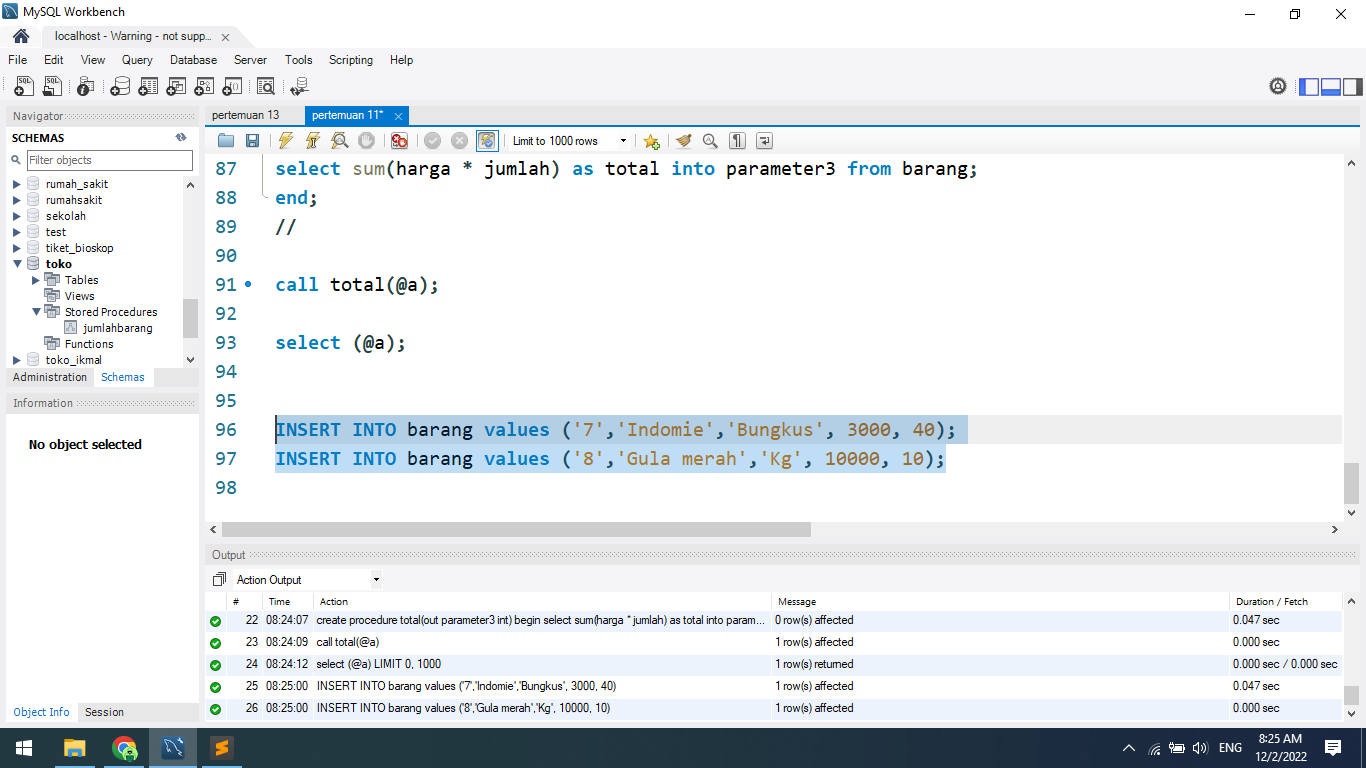 MySQL Workbench
localhost - Warning - not supp...
File Edit View Query Database Server Tools Scripting Help
Navigator
SCHEMAS
Filter objects
rumah_sakit
rumahsakit
sekolah
test
tiket_bioskop
toko
Tables
Views
Stored Procedures
jumlahbarang
Functions
toko_ikmal
Administration Schemas
Information
No object selected
Object Info Session
pertemuan 13 pertemuan 11*
Limit to 1000 rows
87 select sum(harga * jumlah) as total into parameter3 from barang;
88 end;
89 //
90
91 call total(@a);
92
93 select (@a);
94
95
96 INSERT INTO barang values ('7','Indomie','Bungkus', 3000, 40);
97 INSERT INTO barang values ('8','Gula merah','Kg', 10000, 10);
98
Output
Action Output
# Time Action Message Duration / Fetch
22 08:24:07 create procedure total(out parameter3 int) begin select sum(harga * jumlah) as total into param... 0 row(s) affected 0.047 sec
23 08:24:09 call total(@a) 1 row(s) affected 0.000 sec
24 08:24:12 select (@a) LIMIT 0, 1000 1 row(s) returned 0.000 sec / 0.000 sec
25 08:25:00 INSERT INTO barang values ('7','Indomie','Bungkus', 3000, 40) 1 row(s) affected 0.047 sec
26 08:25:00 INSERT INTO barang values ('8','Gula merah','Kg', 10000, 10) 1 row(s) affected 0.000 sec
ENG
8:25 AM
12/2/2022